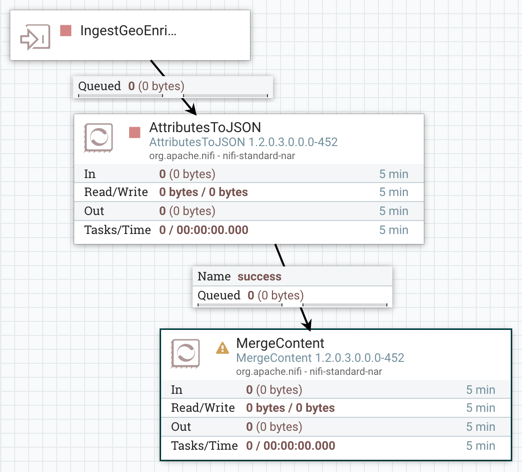 IngestGeoEnri...
Queued 0 (0 bytes)
AttributesToJSON
AttributesToJSON 1.2.0.3.0.0.0-452
org.apache.nifi - nifi-standard-nar
In 0 (0 bytes) 5 min
Read/Write 0 bytes / 0 bytes 5 min
Out 0 (0 bytes) 5 min
Tasks/Time 0 / 00:00:00.000 5 min
Name success
Queued 0 (0 bytes)
MergeContent
MergeContent 1.2.0.3.0.0.0-452
org.apache.nifi - nifi-standard-nar
In 0 (0 bytes) 5 min
Read/Write 0 bytes / 0 bytes 5 min
Out 0 (0 bytes) 5 min
Tasks/Time 0 / 00:00:00.000 5 min